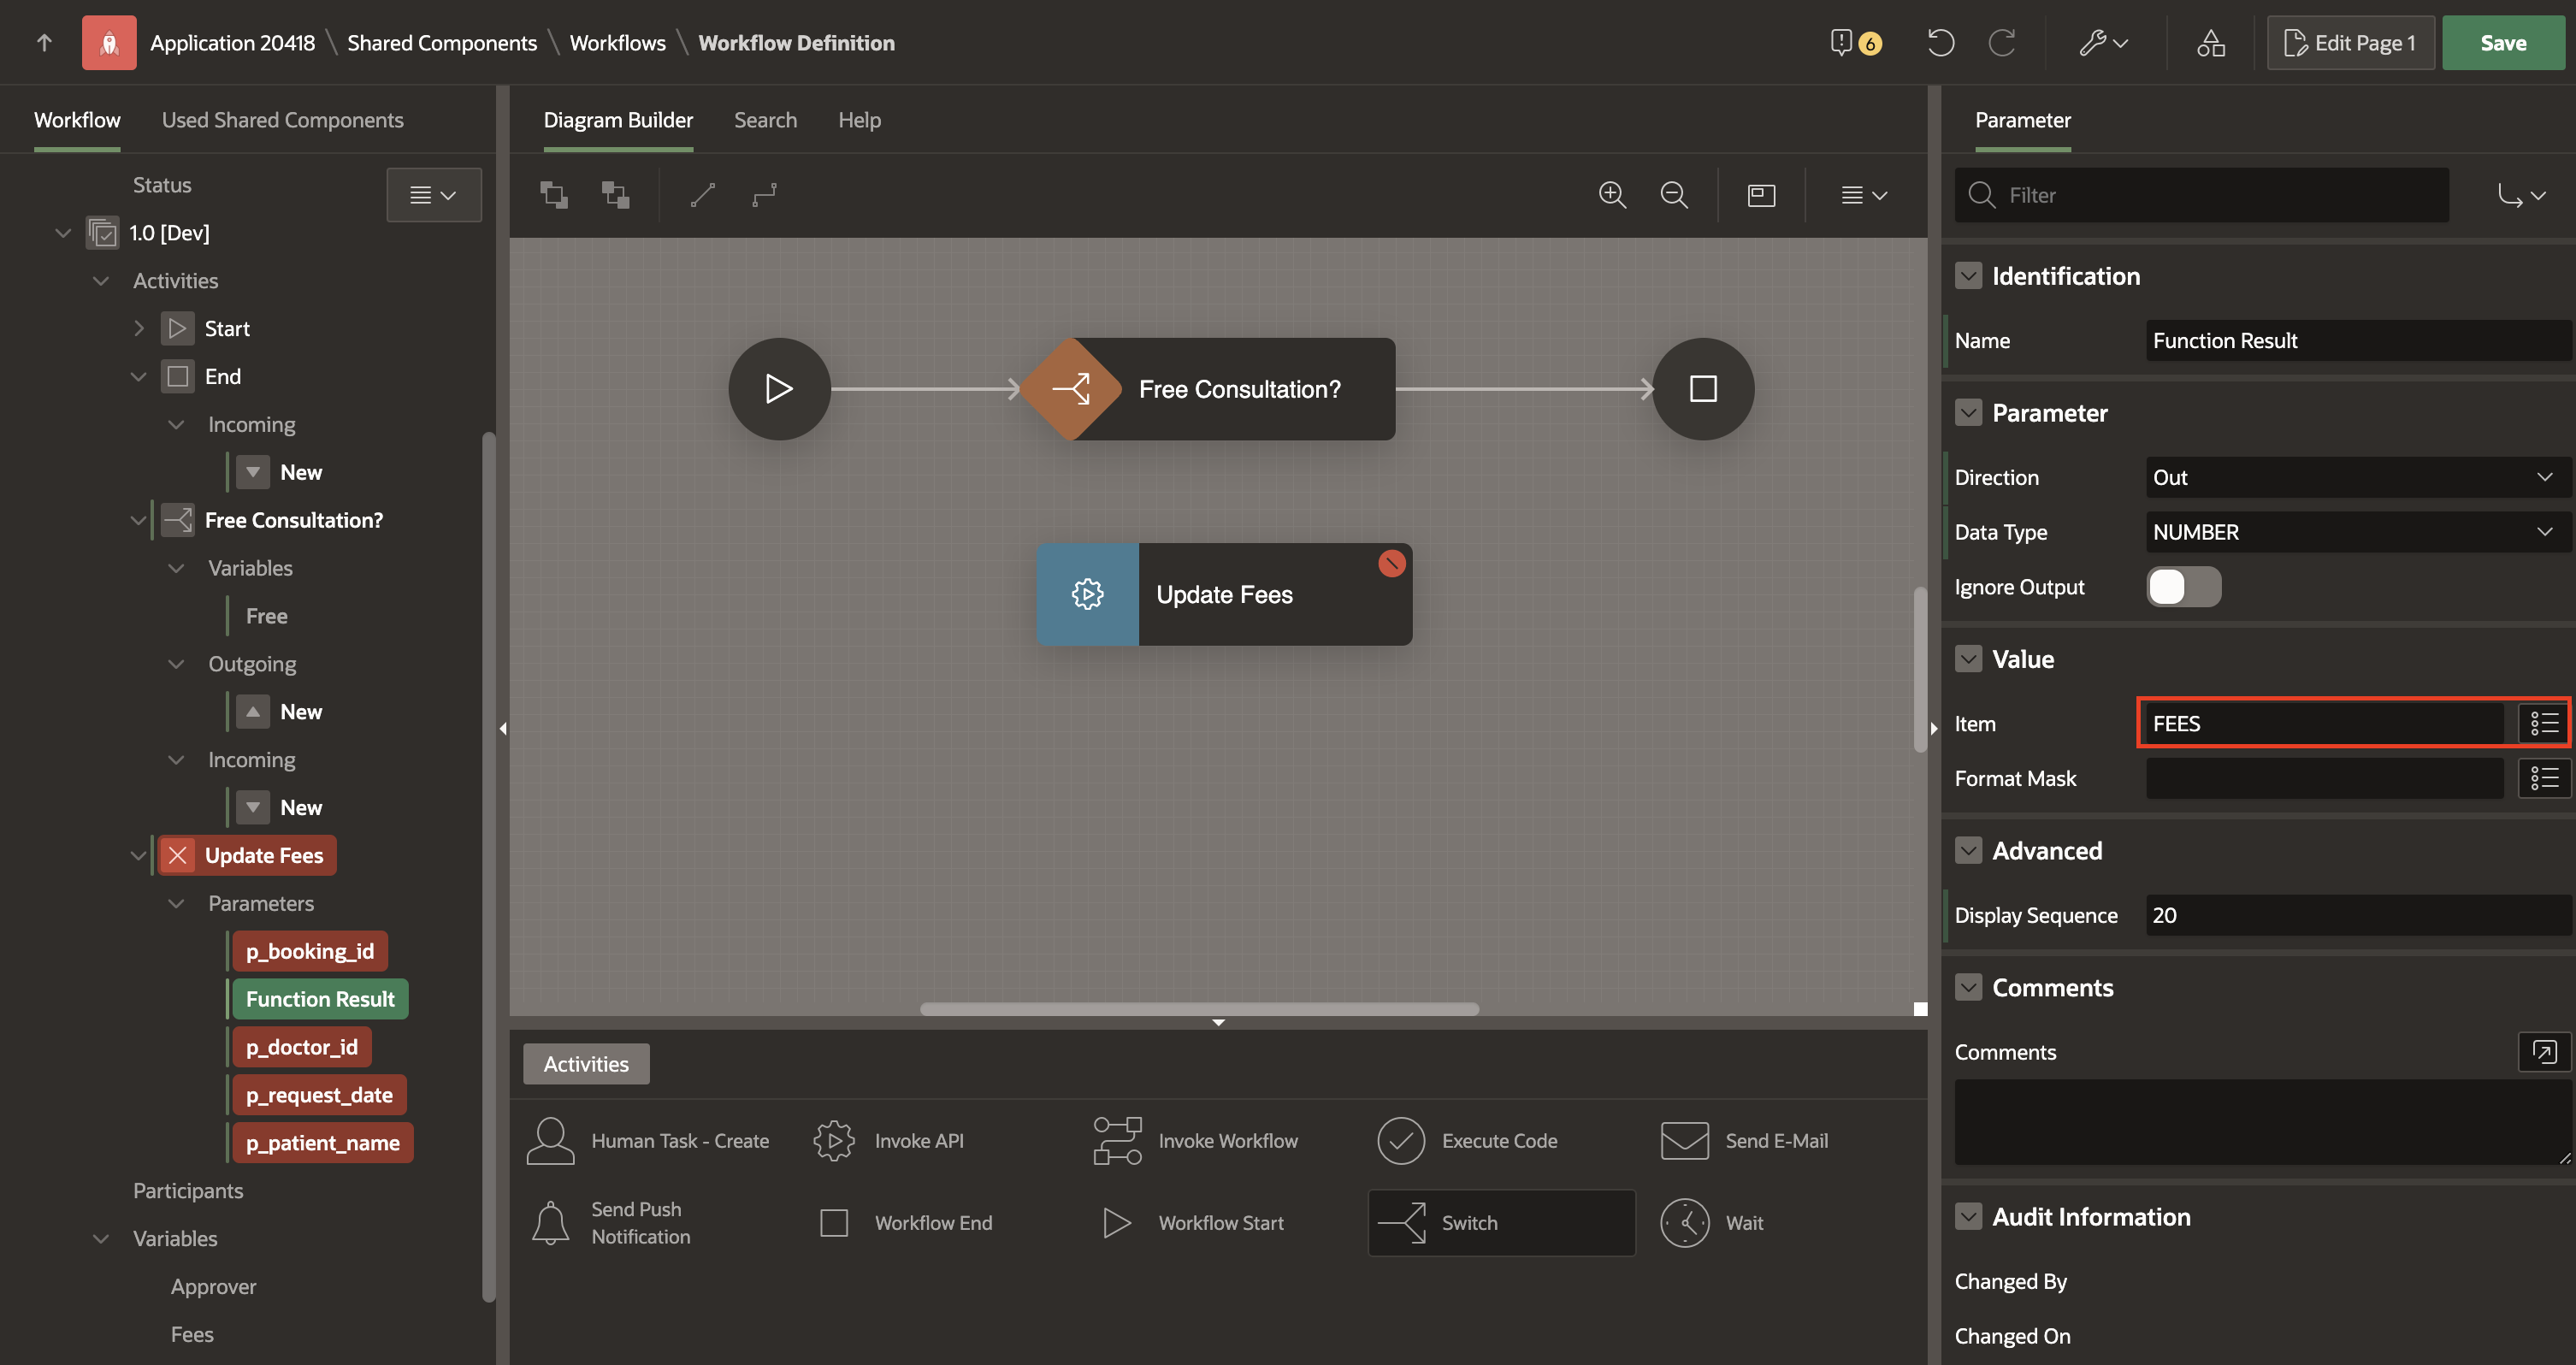 Application 20418 \ Shared Components \ Workflows \ Workflow Definition
6
Edit Page 1
Save
Workflow
Used Shared Components
Status
1.0 [Dev]
Activities
Start
End
Incoming
New
Free Consultation?
Variables
Free
Outgoing
New
Incoming
New
Update Fees
Parameters
p_booking_id
Function Result
p_doctor_id
p_request_date
p_patient_name
Participants
Variables
Approver
Fees
Diagram Builder
Search
Help
Free Consultation?
Update Fees
Activities
Human Task - Create
Invoke API
Invoke Workflow
Execute Code
Send E-Mail
Send Push
Notification
Workflow End
Workflow Start
Switch
Wait
Parameter
Filter
Identification
Name
Function Result
Parameter
Direction
Out
Data Type
NUMBER
Ignore Output
Value
Item
FEES
Format Mask
Advanced
Display Sequence
20
Comments
Comments
Audit Information
Changed By
Changed On